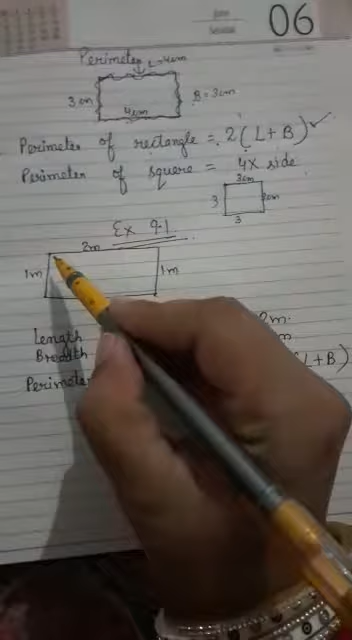 06
Perimeter L = 4cm
3cm
B = 3cm
4cm
Perimeter of rectangle = 2(L+B) ✓
Perimeter of square = 4× side
3cm
3
3
Ex 9.1
2m
1m
1m
Length
2m.
Breadth
Perimeter
(L+B)